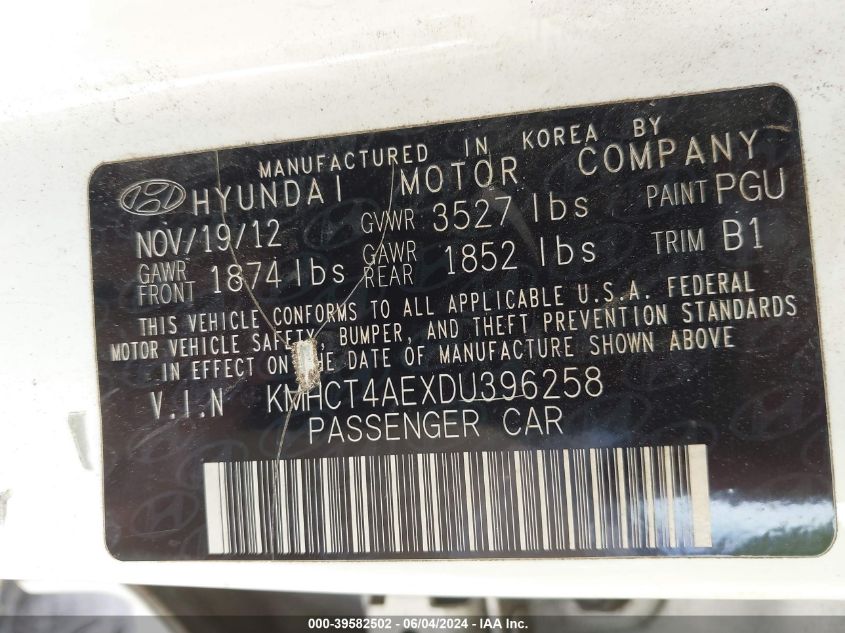 MANUFACTURED IN KOREA BY
HYUNDAI MOTOR COMPANY
NOV/19/12 GVWR 3527 lbs PAINT PGU
GAWR FRONT 1874 lbs GAWR REAR 1852 lbs TRIM B1
THIS VEHICLE CONFORMS TO ALL APPLICABLE U.S.A. FEDERAL
MOTOR VEHICLE SAFETY, BUMPER, AND THEFT PREVENTION STANDARDS
IN EFFECT ON THE DATE OF MANUFACTURE SHOWN ABOVE
V.I.N KMHCT4AEXDU396258
PASSENGER CAR
000-39582502 - 06/04/2024 - IAA Inc.